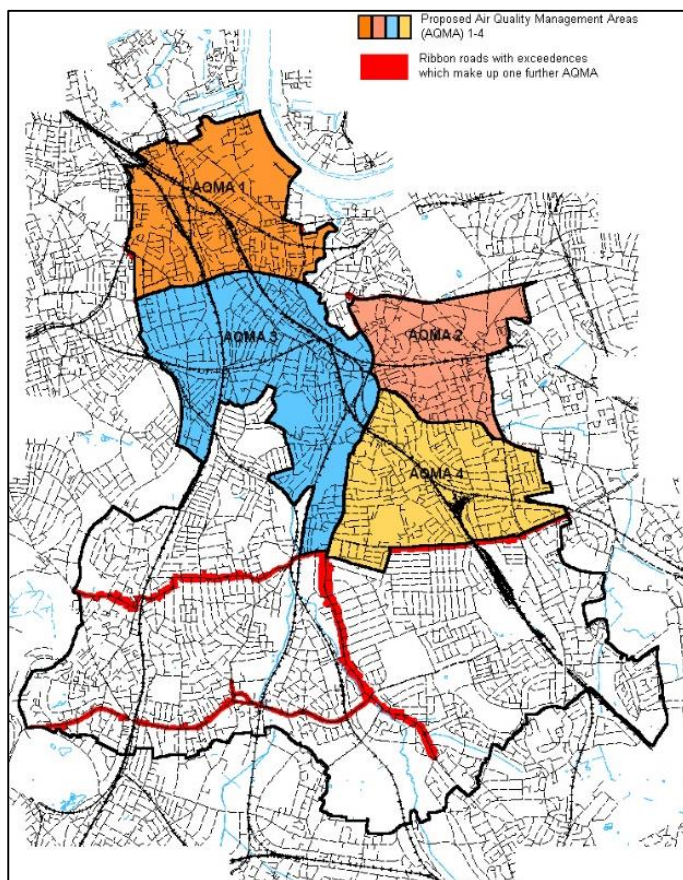 Proposed Air Quality Management Areas
(AQMA) 1-4
Ribbon roads with exceedences
which make up one further AQMA
AQMA 1
AQMA 2
AQMA 3
AQMA 4